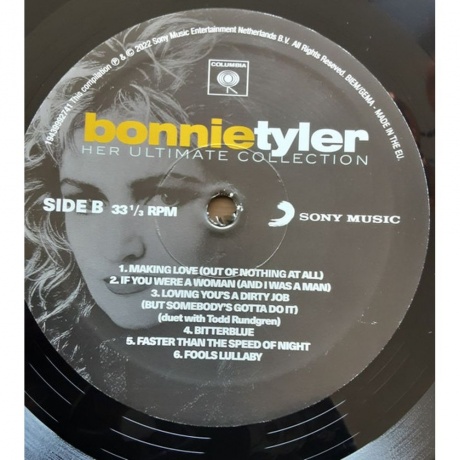 19439992741 This compilation ℗ & © 2022 Sony Music Entertainment Netherlands B.V. All Rights Reserved. BIEM/GEMA - MADE IN THE EU.
COLUMBIA
bonnietyler
HER ULTIMATE COLLECTION
SIDE B 33 1/3 RPM
SONY MUSIC
1. MAKING LOVE (OUT OF NOTHING AT ALL)
2. IF YOU WERE A WOMAN (AND I WAS A MAN)
3. LOVING YOU'S A DIRTY JOB
(BUT SOMEBODY'S GOTTA DO IT)
(duet with Todd Rundgren)
4. BITTERBLUE
5. FASTER THAN THE SPEED OF NIGHT
6. FOOLS LULLABY